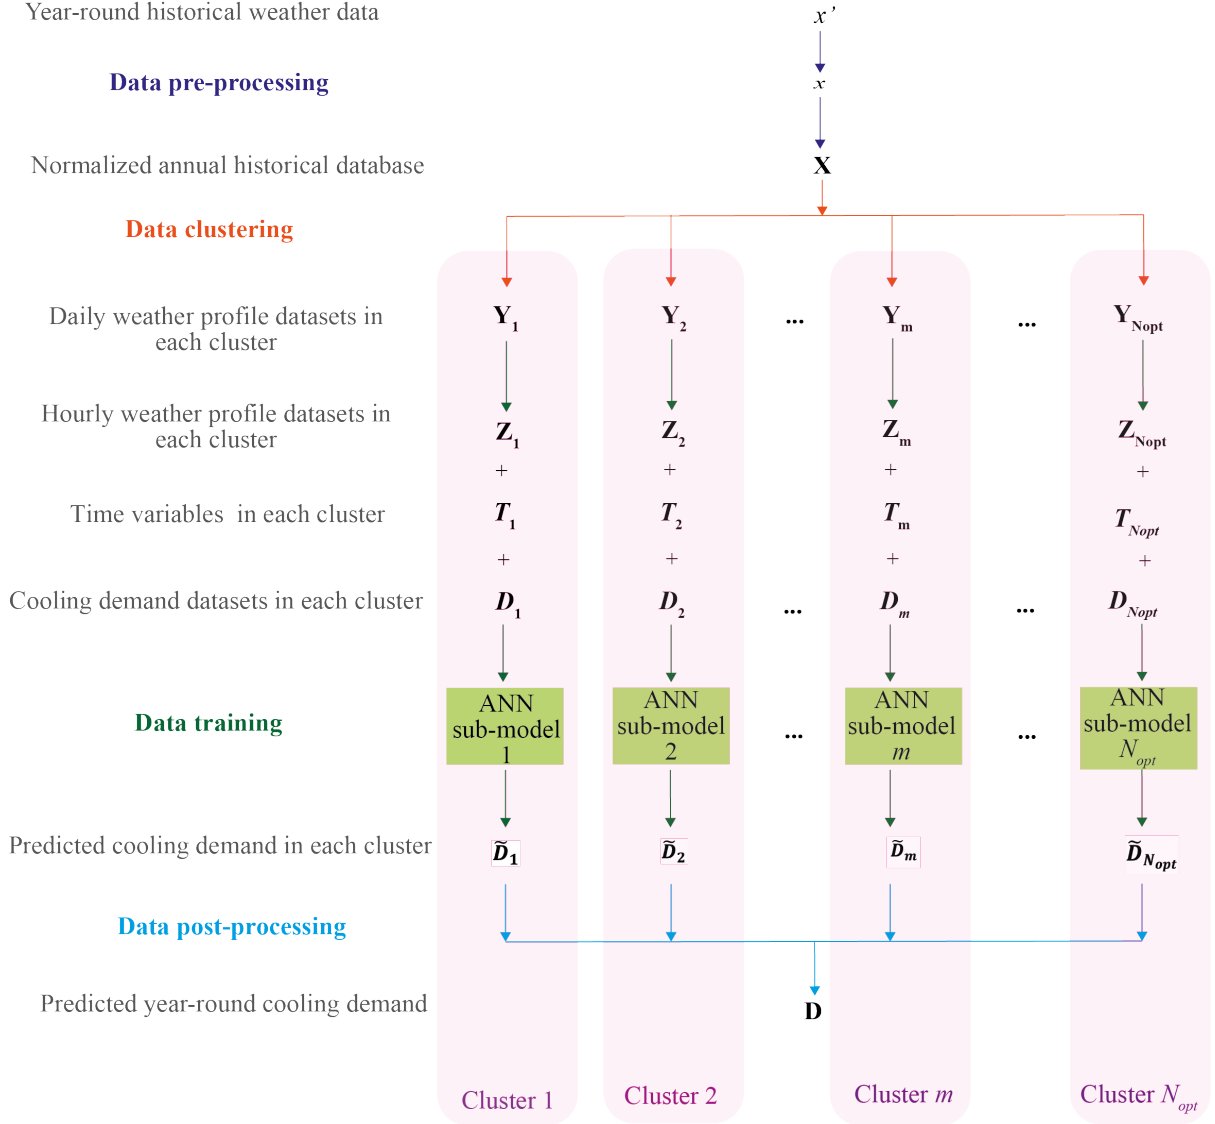 Year-round historical weather data
x’
Data pre-processing
x
Normalized annual historical database
X
Data clustering
Daily weather profile datasets in
each cluster
Y1 Y2 ... Ym ... YNopt
Hourly weather profile datasets in
each cluster
Z1 Z2 Zm ZNopt
+ + + +
Time variables in each cluster
T1 T2 Tm TNopt
+ + + +
Cooling demand datasets in each cluster
D1 D2 ... Dm ... DNopt
Data training
ANN
sub-model
1
ANN
sub-model
2
...
ANN
sub-model
m
...
ANN
sub-model
Nopt
Predicted cooling demand in each cluster
D̃1 D̃2 D̃m D̃Nopt
Data post-processing
Predicted year-round cooling demand
D
Cluster 1 Cluster 2 Cluster m Cluster Nopt